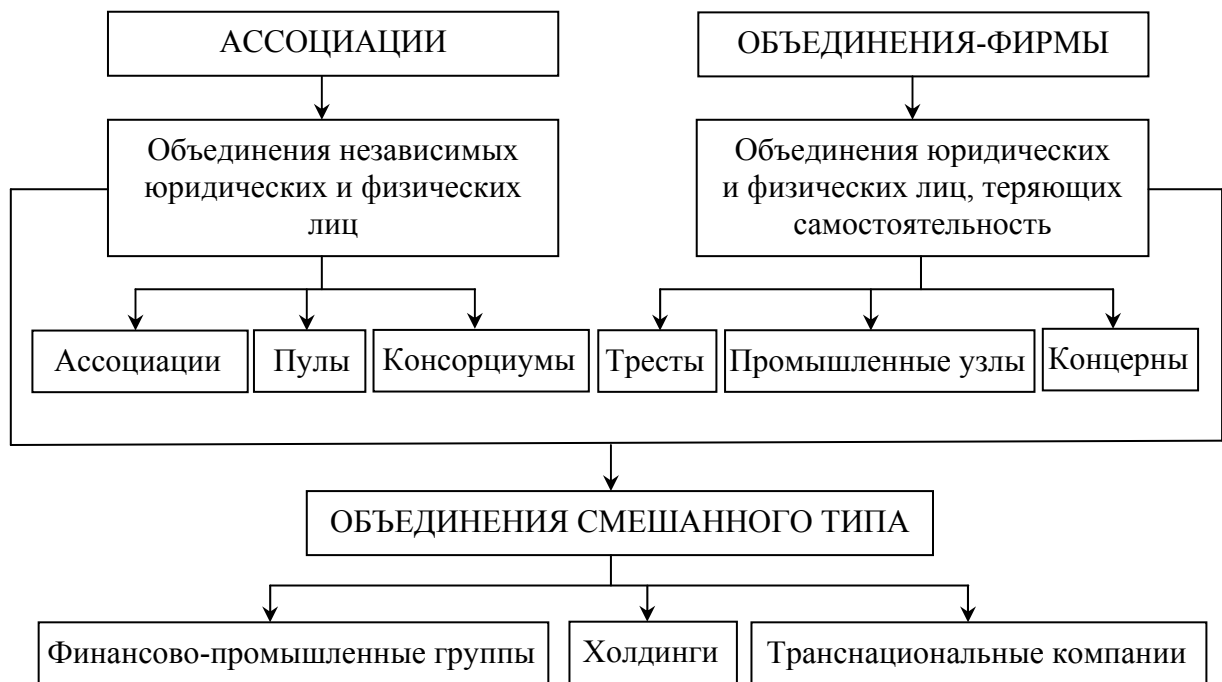 АССОЦИАЦИИ
ОБЪЕДИНЕНИЯ-ФИРМЫ
Объединения независимых
юридических и физических
лиц
Объединения юридических
и физических лиц, теряющих
самостоятельность
Ассоциации
Пулы
Консорциумы
Тресты
Промышленные узлы
Концерны
ОБЪЕДИНЕНИЯ СМЕШАННОГО ТИПА
Финансово-промышленные группы
Холдинги
Транснациональные компании